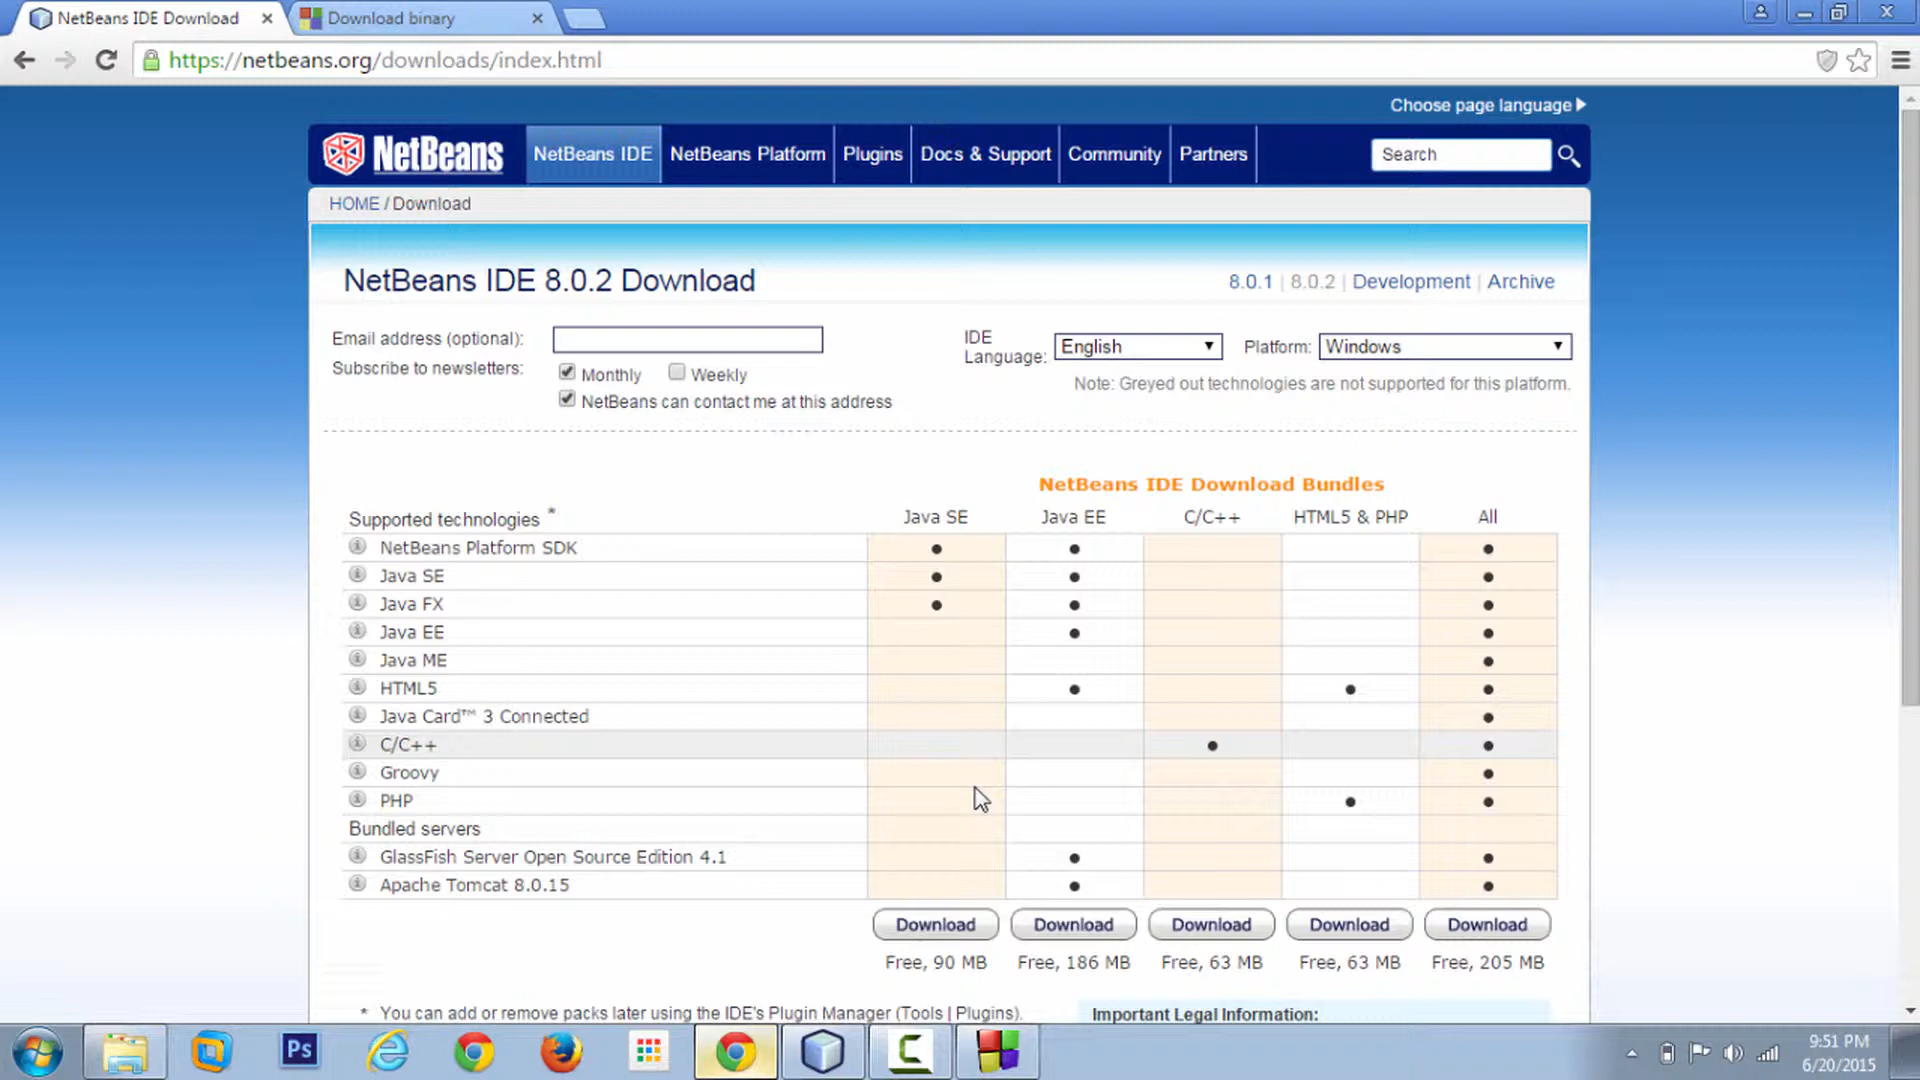 NetBeans IDE Download
Download binary
https://netbeans.org/downloads/index.html
Choose page language
NetBeans
NetBeans IDE
NetBeans Platform
Plugins
Docs & Support
Community
Partners
Search
HOME / Download
NetBeans IDE 8.0.2 Download
8.0.1 | 8.0.2 | Development | Archive
Email address (optional):
IDE
Language:
English
Platform:
Windows
Subscribe to newsletters:
Monthly
Weekly
Note: Greyed out technologies are not supported for this platform.
NetBeans can contact me at this address
NetBeans IDE Download Bundles
Supported technologies *
Java SE
Java EE
C/C++
HTML5 & PHP
All
NetBeans Platform SDK
Java SE
Java FX
Java EE
Java ME
HTML5
Java Card™ 3 Connected
C/C++
Groovy
PHP
Bundled servers
GlassFish Server Open Source Edition 4.1
Apache Tomcat 8.0.15
Download
Download
Download
Download
Download
Free, 90 MB
Free, 186 MB
Free, 63 MB
Free, 63 MB
Free, 205 MB
* You can add or remove packs later using the IDE's Plugin Manager (Tools | Plugins).
Important Legal Information:
Ps
9:51 PM
6/20/2015